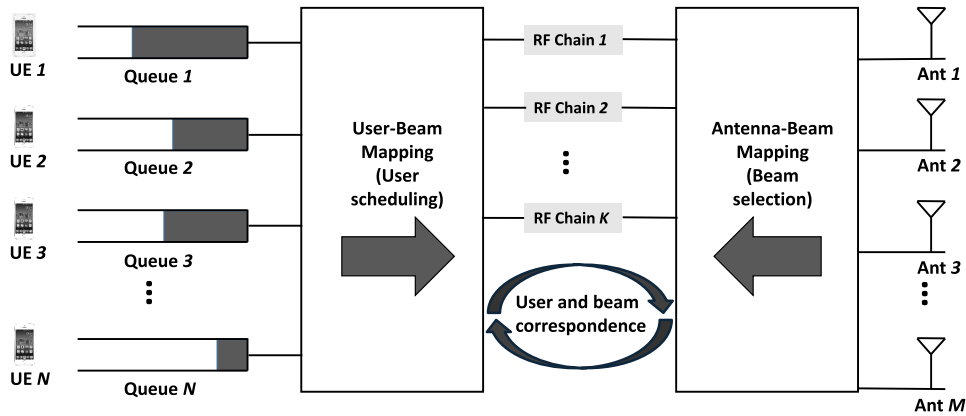 UE 1
Queue 1
UE 2
Queue 2
UE 3
Queue 3
UE N
Queue N
User-Beam
Mapping
(User
scheduling)
RF Chain 1
RF Chain 2
RF Chain K
User and beam
correspondence
Antenna-Beam
Mapping
(Beam
selection)
Ant 1
Ant 2
Ant 3
Ant M